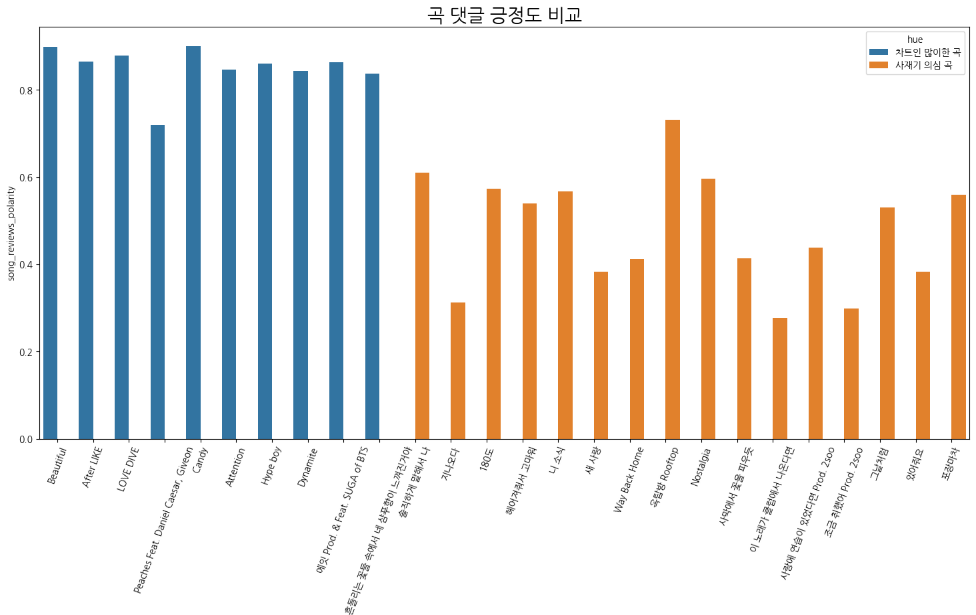 곡 댓글 긍정도 비교
hue
차트인 많이한 곡
사재기 의심 곡
song_reviews_polarity
0.8
0.6
0.4
0.2
0.0
Beautiful
After LIKE
LOVE DIVE
Peaches Feat. Daniel Caesar, Giveon
Candy
Attention
Hype boy
Dynamite
에잇 Prod. & Feat. SUGA of BTS
흔들리는 꽃들 속에서 네 샴푸향이 느껴진거야
솔직하게 말해서 나
지나오다
180도
헤어져줘서 고마워
니 소식
새 사랑
Way Back Home
옥탑방 Rooftop
Nostalgia
사막에서 꽃을 피우듯
이 노래가 클럽에서 나온다면
사랑에 연습이 있었다면 Prod. 2soo
조금 취했어 Prod. 2soo
그날처럼
있어줘요
포장마차